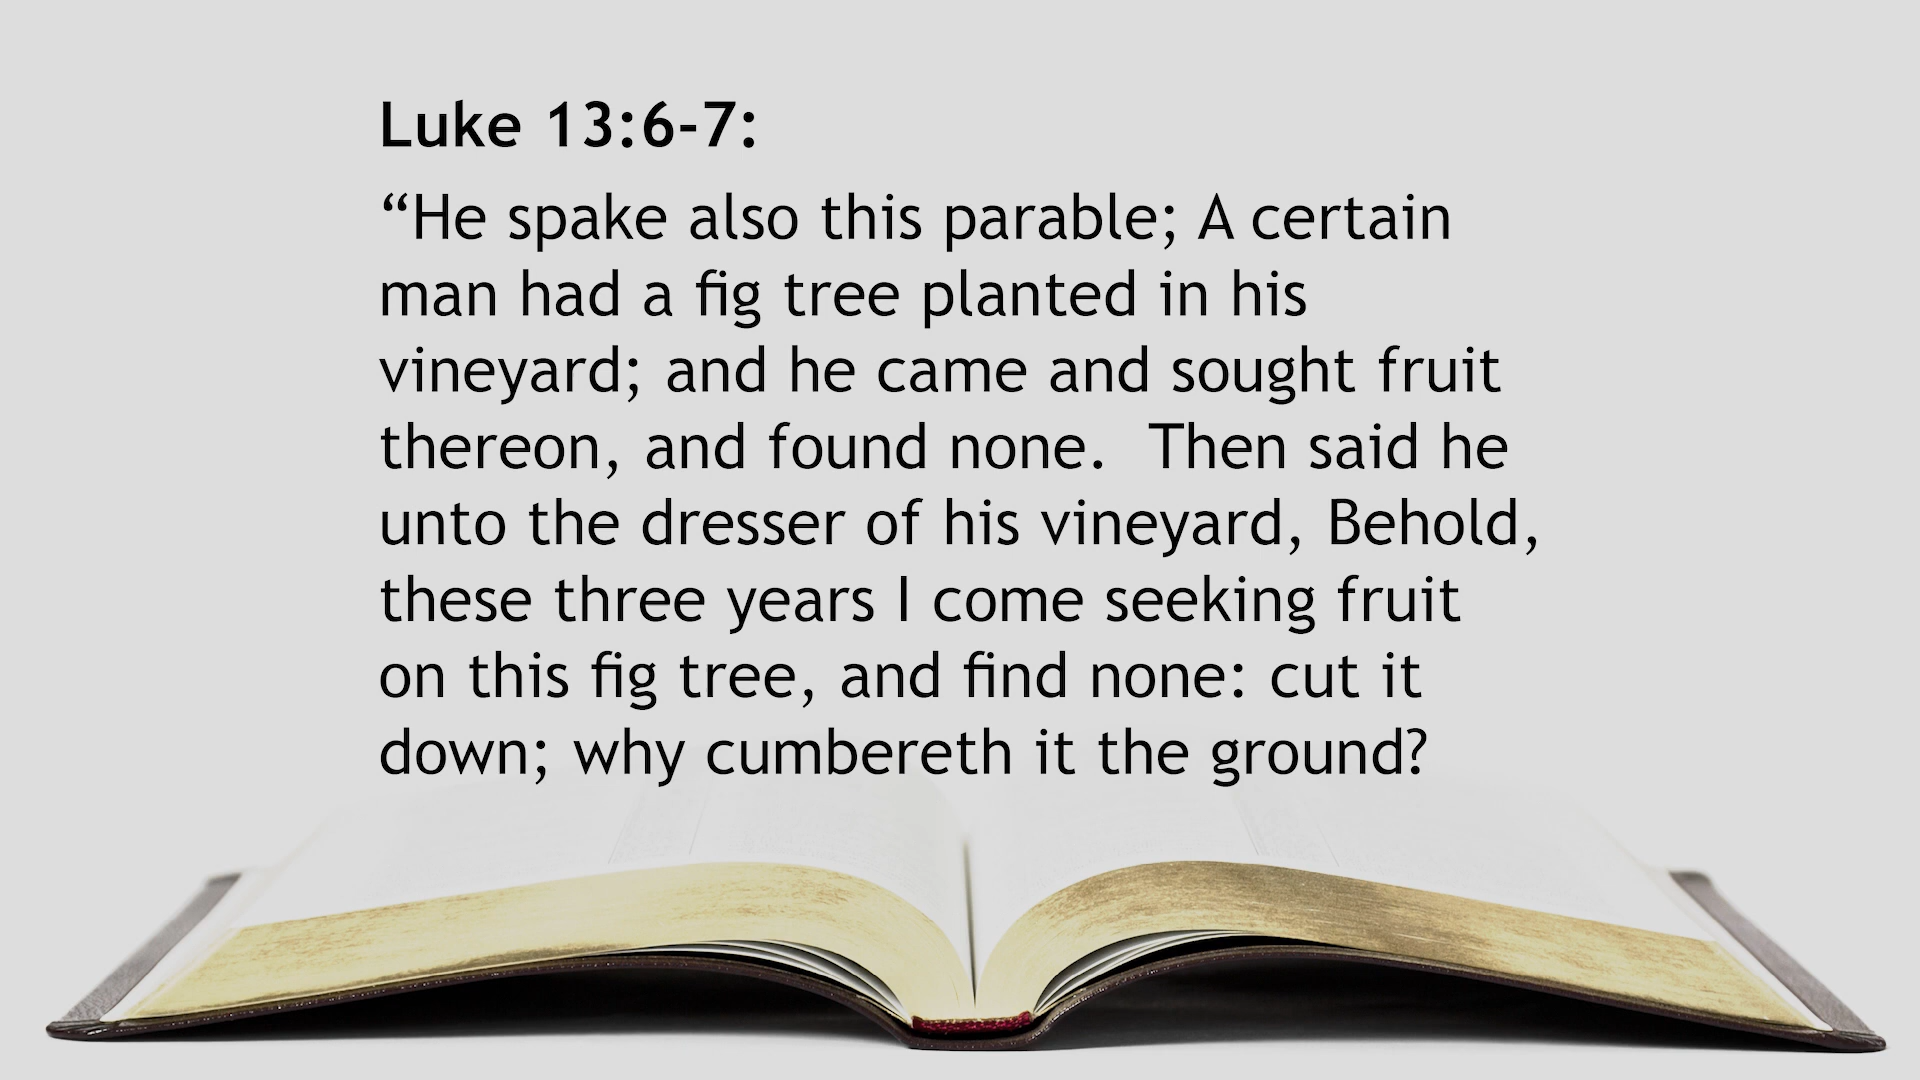 Luke 13:6-7:
“He spake also this parable; A certain
man had a fig tree planted in his
vineyard; and he came and sought fruit
thereon, and found none.  Then said he
unto the dresser of his vineyard, Behold,
these three years I come seeking fruit
on this fig tree, and find none: cut it
down; why cumbereth it the ground?